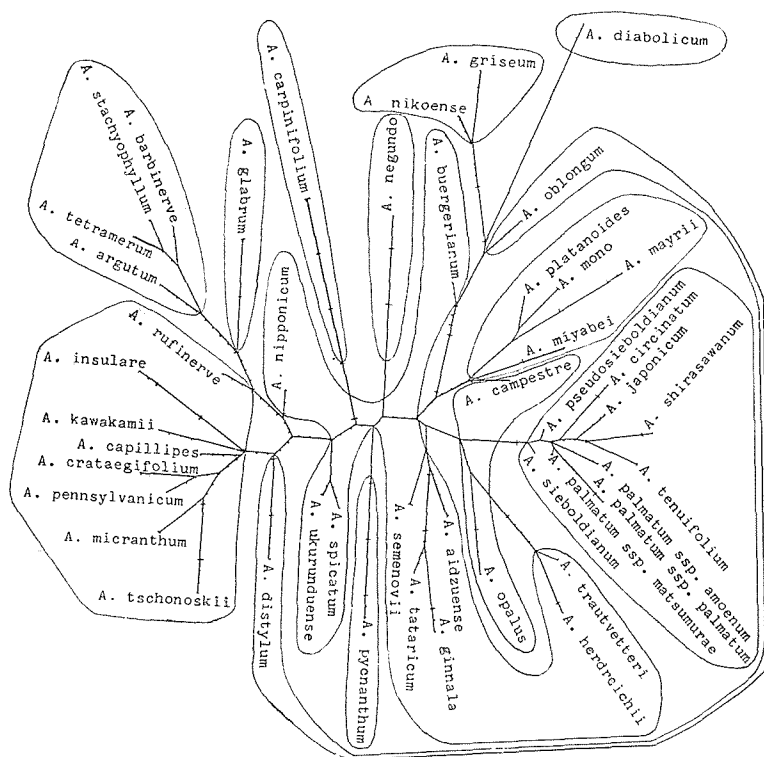 A. diabolicum
A. griseum
A. nikoense
A. carpinifolium
A. negundo
A. buergerianum
A. oblongum
A. barbinerve
A. stachyophyllum
A. tetramerum
A. argutum
A. glabrum
A. nipponicum
A. platanoides
A. mono
A. mayrii
A. miyabei
A. campestre
A. rufinerve
A. insulare
A. kawakamii
A. capillipes
A. crataegifolium
A. pennsylvanicum
A. micranthum
A. tschonoskii
A. pseudosieboldianum
A. circinatum
A. japonicum
A. shirasawanum
A. tenuifolium
A. palmatum ssp. amoenum
A. palmatum ssp. palmatum
A. palmatum ssp. matsumurae
A. sieboldianum
A. distylum
A. ukurunduense
A. spicatum
A. pycnanthum
A. semenovii
A. tataricum
A. aidzuense
A. ginnala
A. opalus
A. trautvetteri
A. herdrcichii